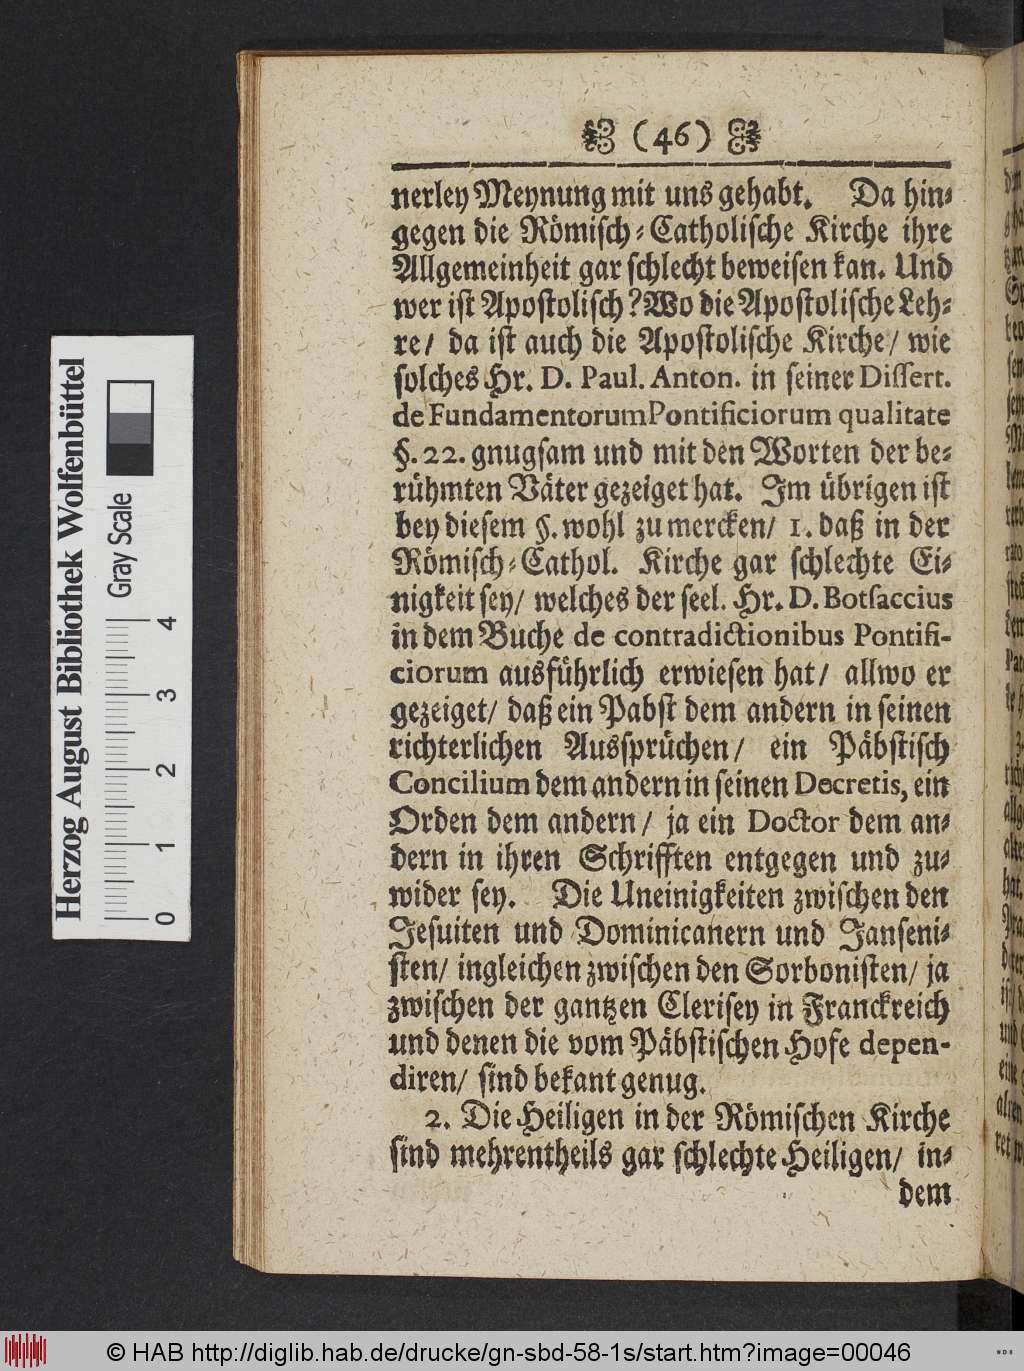 (46)
nerley Meynung mit uns gehabt. Da hin⸗
gegen die Römisch⸗Catholische Kirche ihre
Allgemeinheit gar schlecht beweisen kan. Und
wer ist Apostolisch? Wo die Apostolische Leh⸗
re/ da ist auch die Apostolische Kirche/ wie
solches Hr. D. Paul. Anton. in seiner Dissert.
de Fundamentorum Pontificiorum qualitate
§. 22. gnugsam und mit den Worten der be⸗
rühmten Väter gezeiget hat. Im übrigen ist
bey diesem §. wohl zu mercken/ 1. daß in der
Römisch⸗Cathol. Kirche gar schlechte Ei⸗
nigkeit sey/ welches der seel. Hr. D. Botsaccius
in dem Buche de contradictionibus Pontifi-
ciorum ausführlich erwiesen hat/ allwo er
gezeiget/ daß ein Pabst dem andern in seinen
richterlichen Aussprüchen/ ein Päbstisch
Concilium dem andern in seinen Decretis, ein
Orden dem andern/ ja ein Doctor dem an⸗
dern in ihren Schrifften entgegen und zu⸗
wider sey. Die Uneinigkeiten zwischen den
Jesuiten und Dominicanern und Janseni⸗
sten/ ingleichen zwischen den Sorbonisten/ ja
zwischen der gantzen Clerisey in Franckreich
und denen die vom Päbstischen Hofe depen-
diren/ sind bekant genug.
2. Die Heiligen in der Römischen Kirche
sind mehrentheils gar schlechte Heiligen/ in⸗
dem
Herzog August Bibliothek Wolfenbüttel
Gray Scale
0 1 2 3 4
© HAB http://diglib.hab.de/drucke/gn-sbd-58-1s/start.htm?image=00046